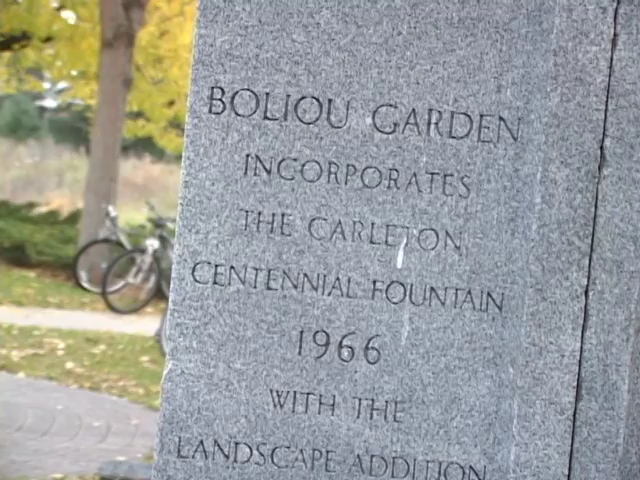 BOLIOU GARDEN
INCORPORATES
THE CARLETON
CENTENNIAL FOUNTAIN
1966
WITH THE
LANDSCAPE ADDITION